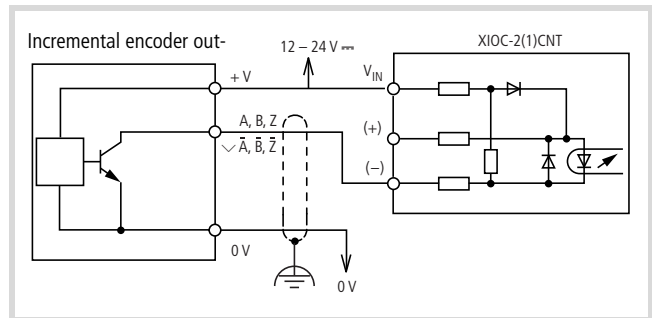 Incremental encoder out-
12 – 24 V ⎓
XIOC-2(1)CNT
+ V
V_IN
A, B, Z
∨ A̅, B̅, Z̅
(+)
(–)
0 V
0 V